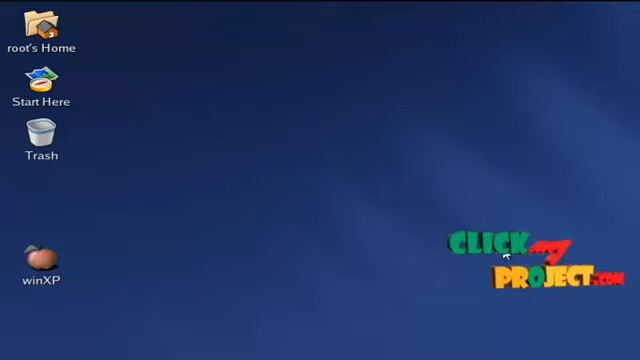 root's Home
Start Here
Trash
winXP
CLICK my
PROJECT.COM